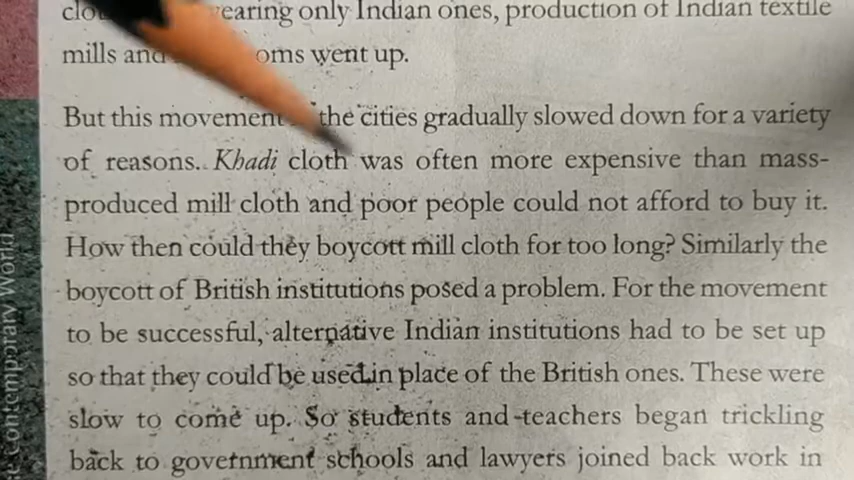 wearing only Indian ones, production of Indian textile
mills and ooms went up.
But this movement the cities gradually slowed down for a variety
of reasons. Khadi cloth was often more expensive than mass-
produced mill cloth and poor people could not afford to buy it.
How then could they boycott mill cloth for too long? Similarly the
boycott of British institutions posed a problem. For the movement
to be successful, alternative Indian institutions had to be set up
so that they could be used in place of the British ones. These were
slow to come up. So students and teachers began trickling
back to government schools and lawyers joined back work in
Contemporary World